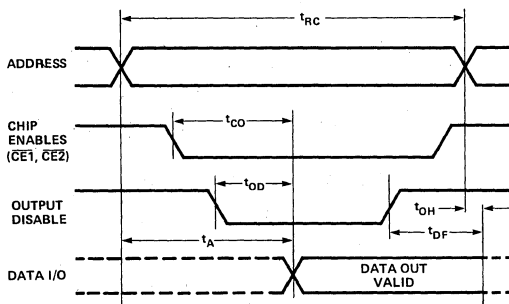 tRC
ADDRESS
CHIP
ENABLES
(CE1, CE2)
tCO
OUTPUT
DISABLE
tOD
tOH
tDF
tA
DATA I/O
DATA OUT
VALID